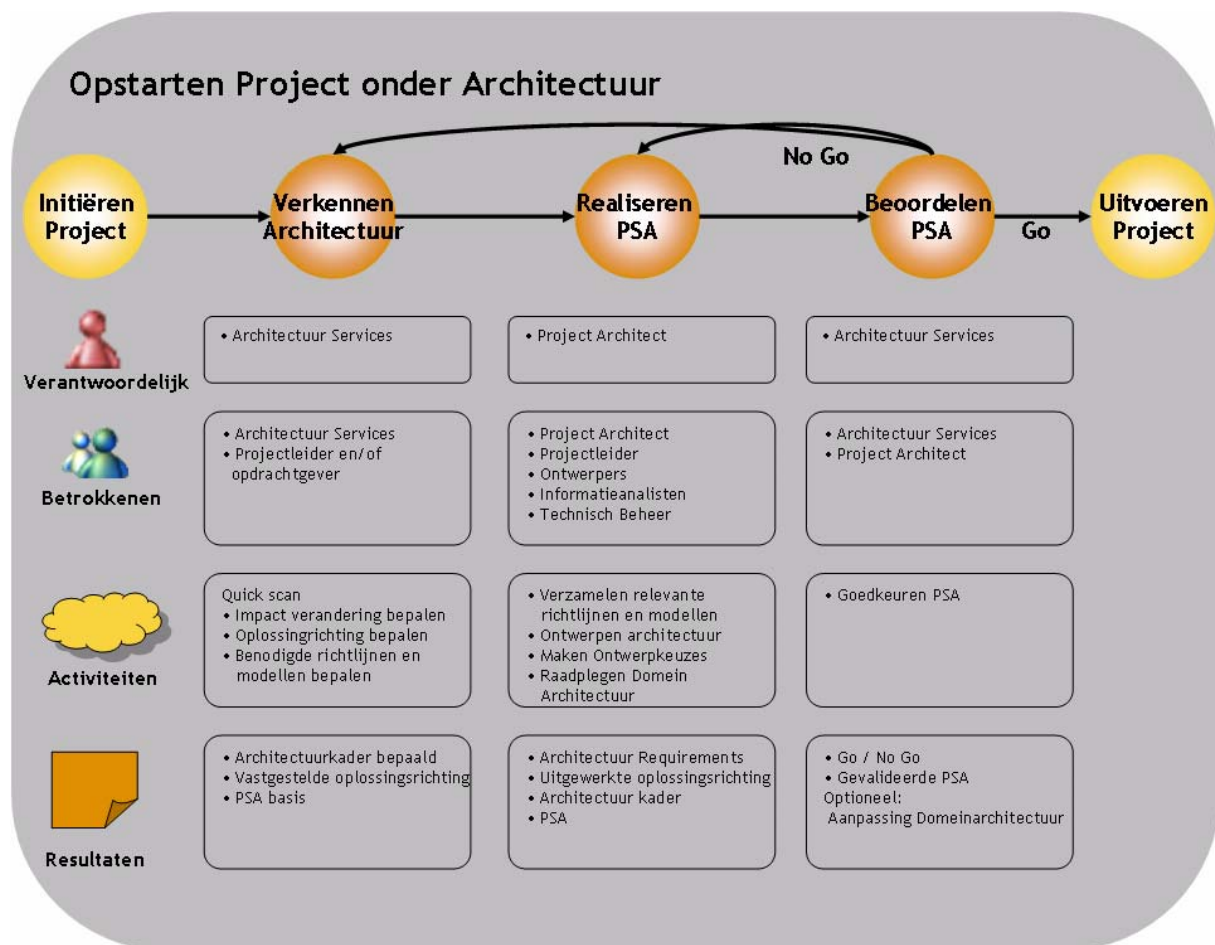 Opstarten Project onder Architectuur
No Go
Initiëren
Project
Verkennen
Architectuur
Realiseren
PSA
Beoordelen
PSA
Go
Uitvoeren
Project
Verantwoordelijk
• Architectuur Services
• Project Architect
• Architectuur Services
Betrokkenen
• Architectuur Services
• Projectleider en/of
opdrachtgever
• Project Architect
• Projectleider
• Ontwerpers
• Informatieanalisten
• Technisch Beheer
• Architectuur Services
• Project Architect
Activiteiten
Quick scan
• Impact verandering bepalen
• Oplossingrichting bepalen
• Benodigde richtlijnen en
modellen bepalen
• Verzamelen relevante
richtlijnen en modellen
• Ontwerpen architectuur
• Maken Ontwerpkeuzes
• Raadplegen Domein
Architectuur
• Goedkeuren PSA
Resultaten
• Architectuurkader bepaald
• Vastgestelde oplossingsrichting
• PSA basis
• Architectuur Requirements
• Uitgewerkte oplossingsrichting
• Architectuur kader
• PSA
• Go / No Go
• Gevalideerde PSA
Optioneel:
Aanpassing Domeinarchitectuur